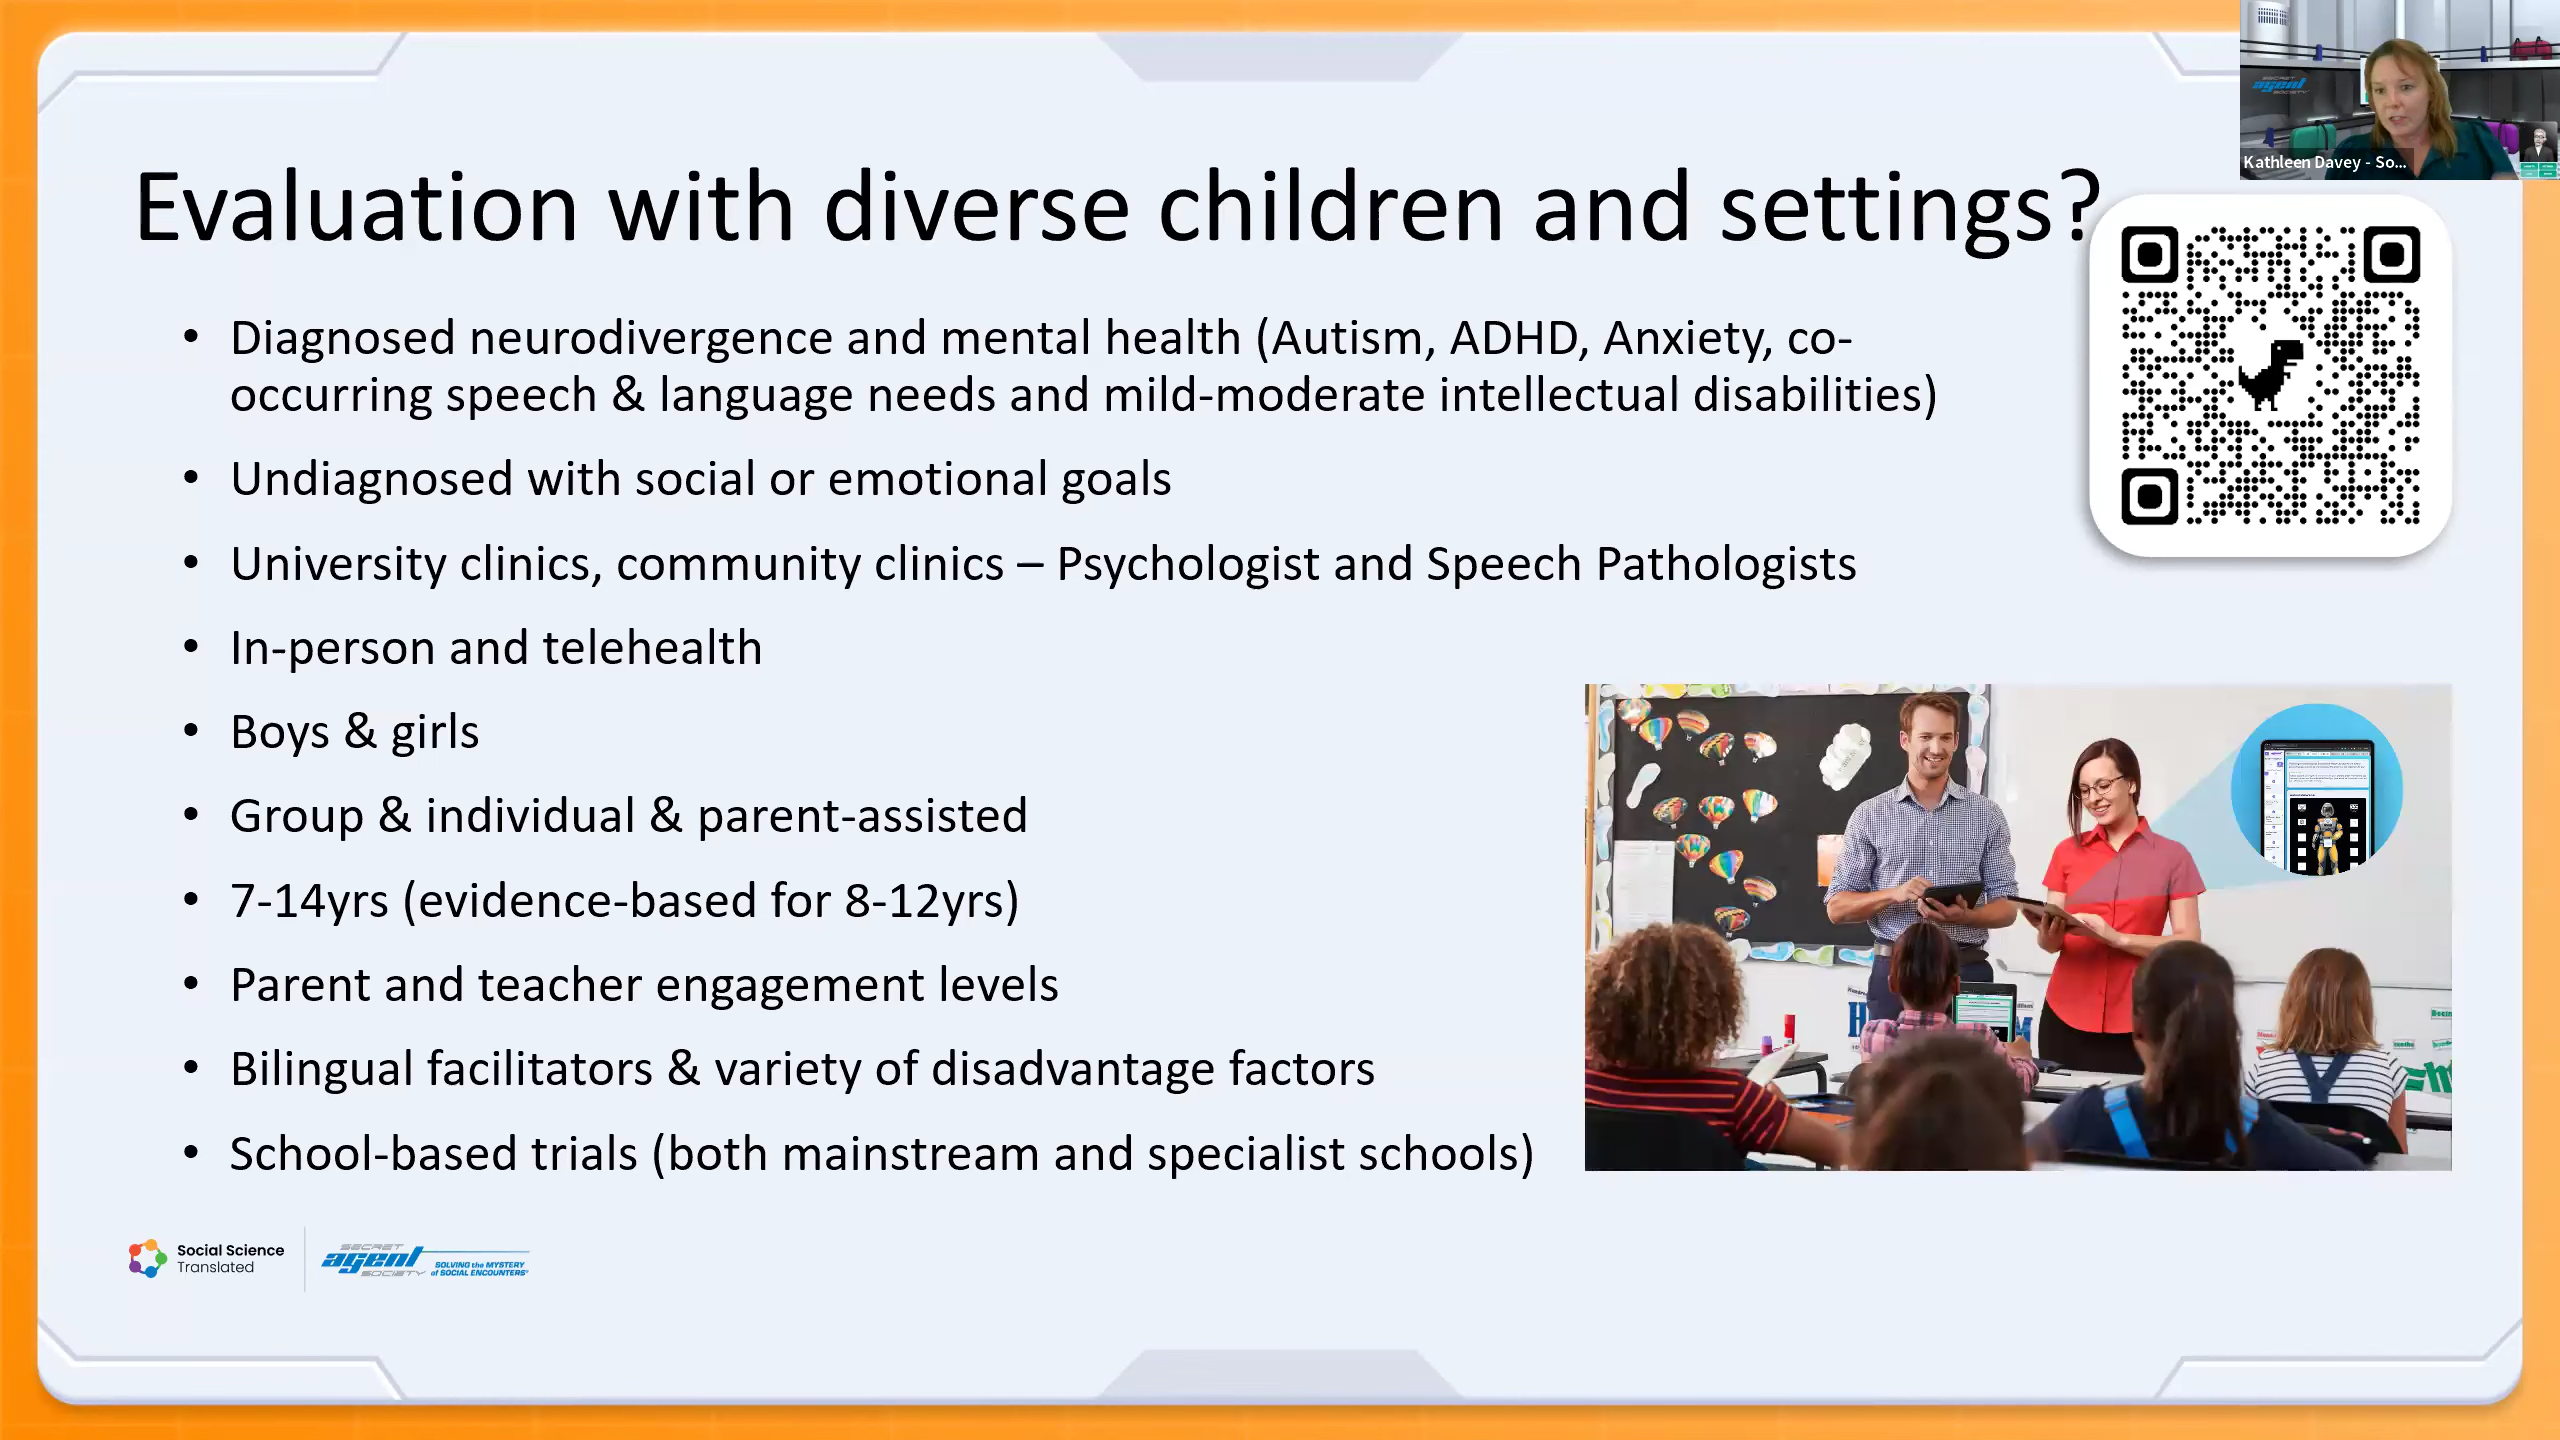 SECRET
agent
SOCIETY
Kathleen Davey - So...
Evaluation with diverse children and settings?
• Diagnosed neurodivergence and mental health (Autism, ADHD, Anxiety, co-
occurring speech & language needs and mild-moderate intellectual disabilities)
• Undiagnosed with social or emotional goals
• University clinics, community clinics – Psychologist and Speech Pathologists
• In-person and telehealth
• Boys & girls
• Group & individual & parent-assisted
• 7-14yrs (evidence-based for 8-12yrs)
• Parent and teacher engagement levels
• Bilingual facilitators & variety of disadvantage factors
• School-based trials (both mainstream and specialist schools)
Social Science
Translated
SECRET
agent
SOCIETY
SOLVING the MYSTERY
of SOCIAL ENCOUNTERS®